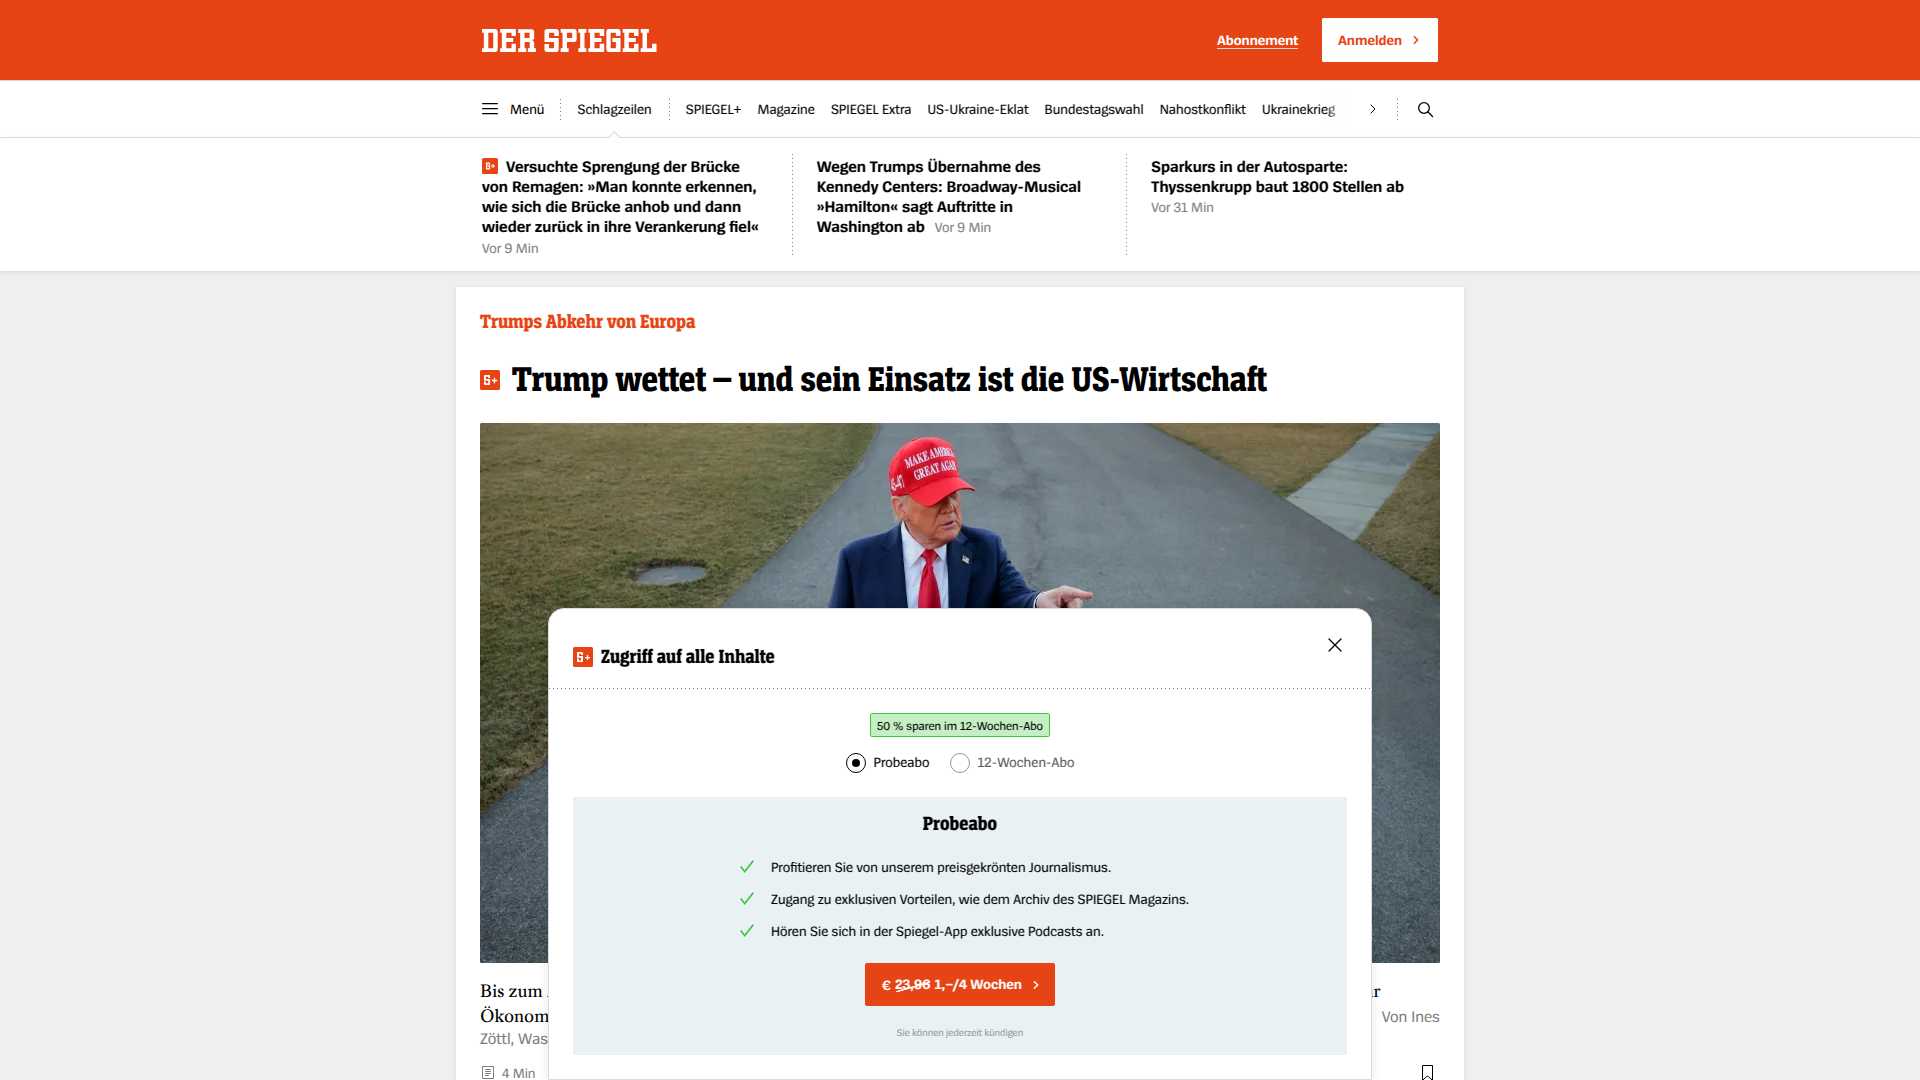 DER SPIEGEL
Abonnement
Anmelden
Menü
Schlagzeilen
SPIEGEL+
Magazine
SPIEGEL Extra
US-Ukraine-Eklat
Bundestagswahl
Nahostkonflikt
Ukrainekrieg
Versuchte Sprengung der Brücke
von Remagen: »Man konnte erkennen,
wie sich die Brücke anhob und dann
wieder zurück in ihre Verankerung fiel«
Vor 9 Min
Wegen Trumps Übernahme des
Kennedy Centers: Broadway-Musical
»Hamilton« sagt Auftritte in
Washington ab Vor 9 Min
Sparkurs in der Autosparte:
Thyssenkrupp baut 1800 Stellen ab
Vor 31 Min
Trumps Abkehr von Europa
Trump wettet – und sein Einsatz ist die US-Wirtschaft
MAKE AMERICA
GREAT AGAIN
45-47
Zugriff auf alle Inhalte
50 % sparen im 12-Wochen-Abo
Probeabo
12-Wochen-Abo
Probeabo
Profitieren Sie von unserem preisgekrönten Journalismus.
Zugang zu exklusiven Vorteilen, wie dem Archiv des SPIEGEL Magazins.
Hören Sie sich in der Spiegel-App exklusive Podcasts an.
€ 23,96 1,–/4 Wochen
Sie können jederzeit kündigen
Bis zum
Ökonom
Von Ines
Zöttl, Was
4 Min